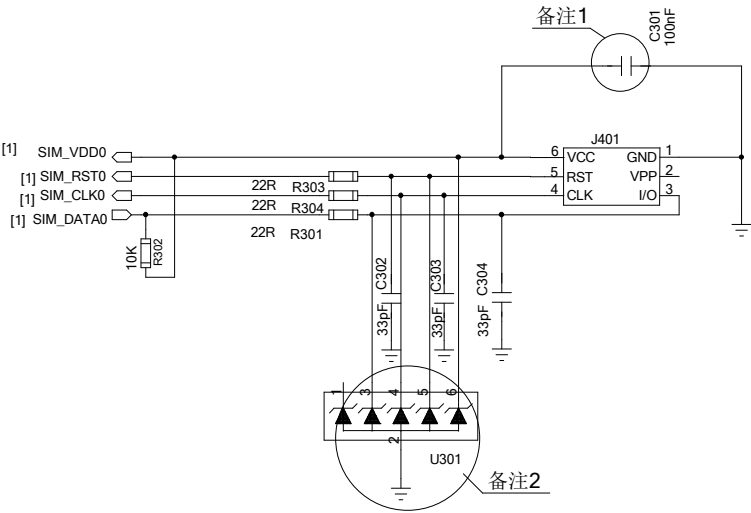 备注1
C301
100nF
J401
[1] SIM_VDD0
6 VCC GND 1
[1] SIM_RST0
5 RST VPP 2
[1] SIM_CLK0
22R R303
4 CLK I/O 3
[1] SIM_DATA0
22R R304
22R R301
10K R302
C302
33pF
C303
33pF
C304
33pF
1 3 4 5 6
2
U301
备注2